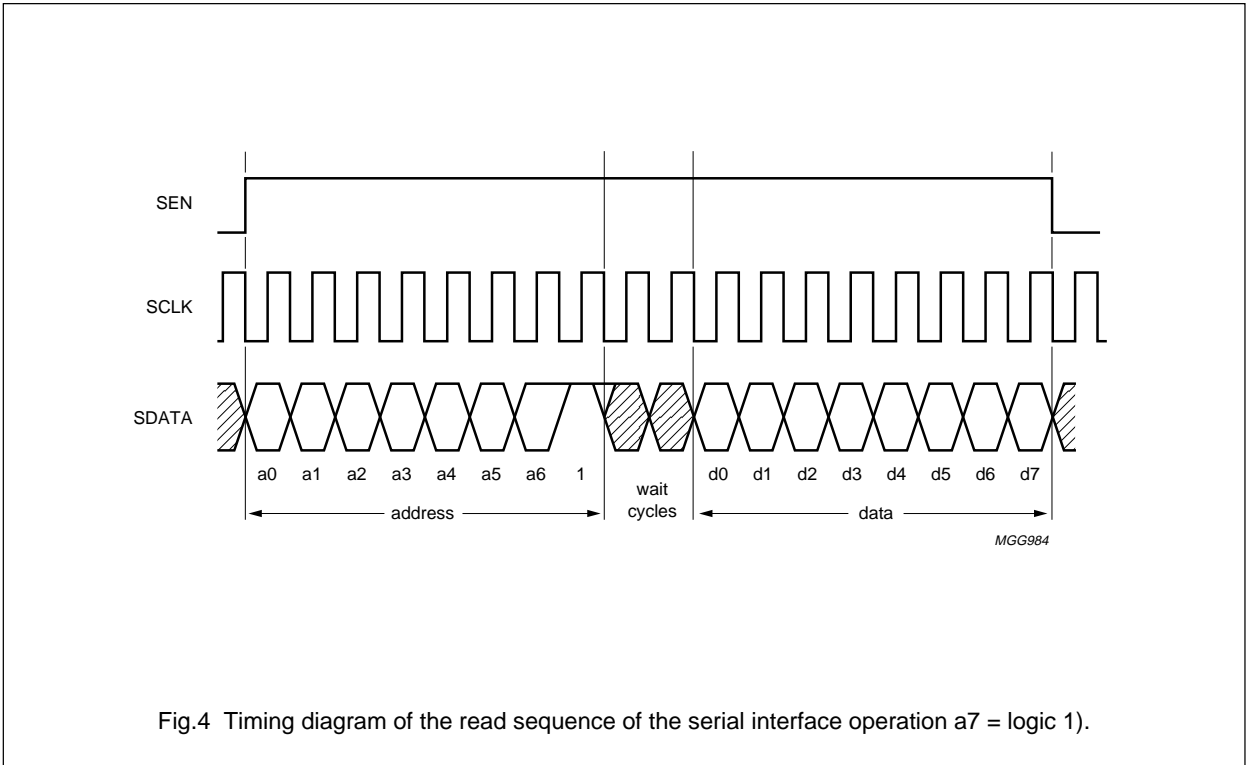 SEN
SCLK
SDATA
a0 a1 a2 a3 a4 a5 a6 1 d0 d1 d2 d3 d4 d5 d6 d7
wait
cycles
address data
MGG984
Fig.4 Timing diagram of the read sequence of the serial interface operation a7 = logic 1).